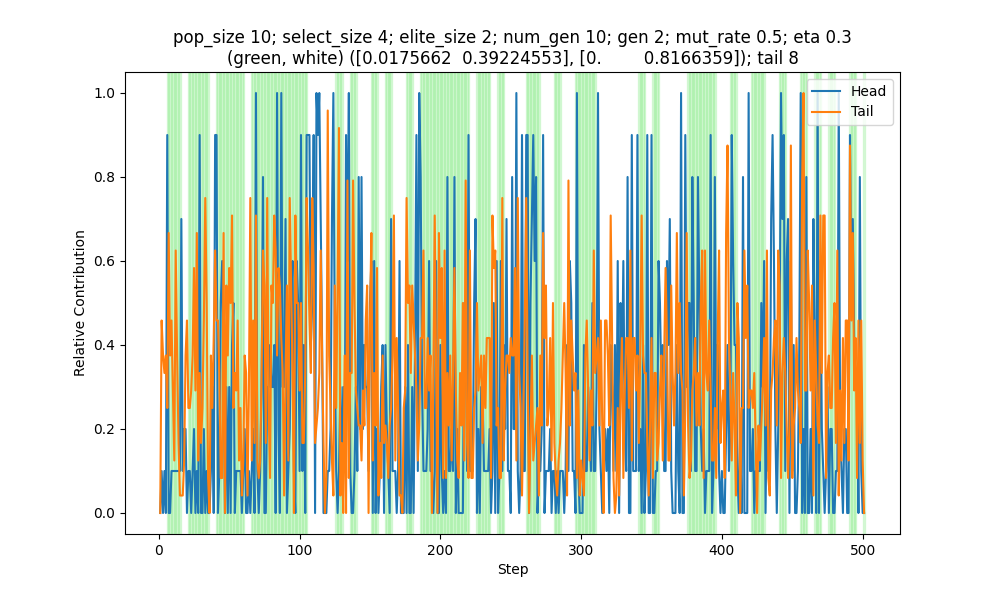 pop_size 10; select_size 4; elite_size 2; num_gen 10; gen 2; mut_rate 0.5; eta 0.3
(green, white) ([0.0175662 0.39224553], [0. 0.8166359]); tail 8
Head
Tail
1.0
0.8
0.6
0.4
0.2
0.0
Relative Contribution
0
100
200
300
400
500
Step